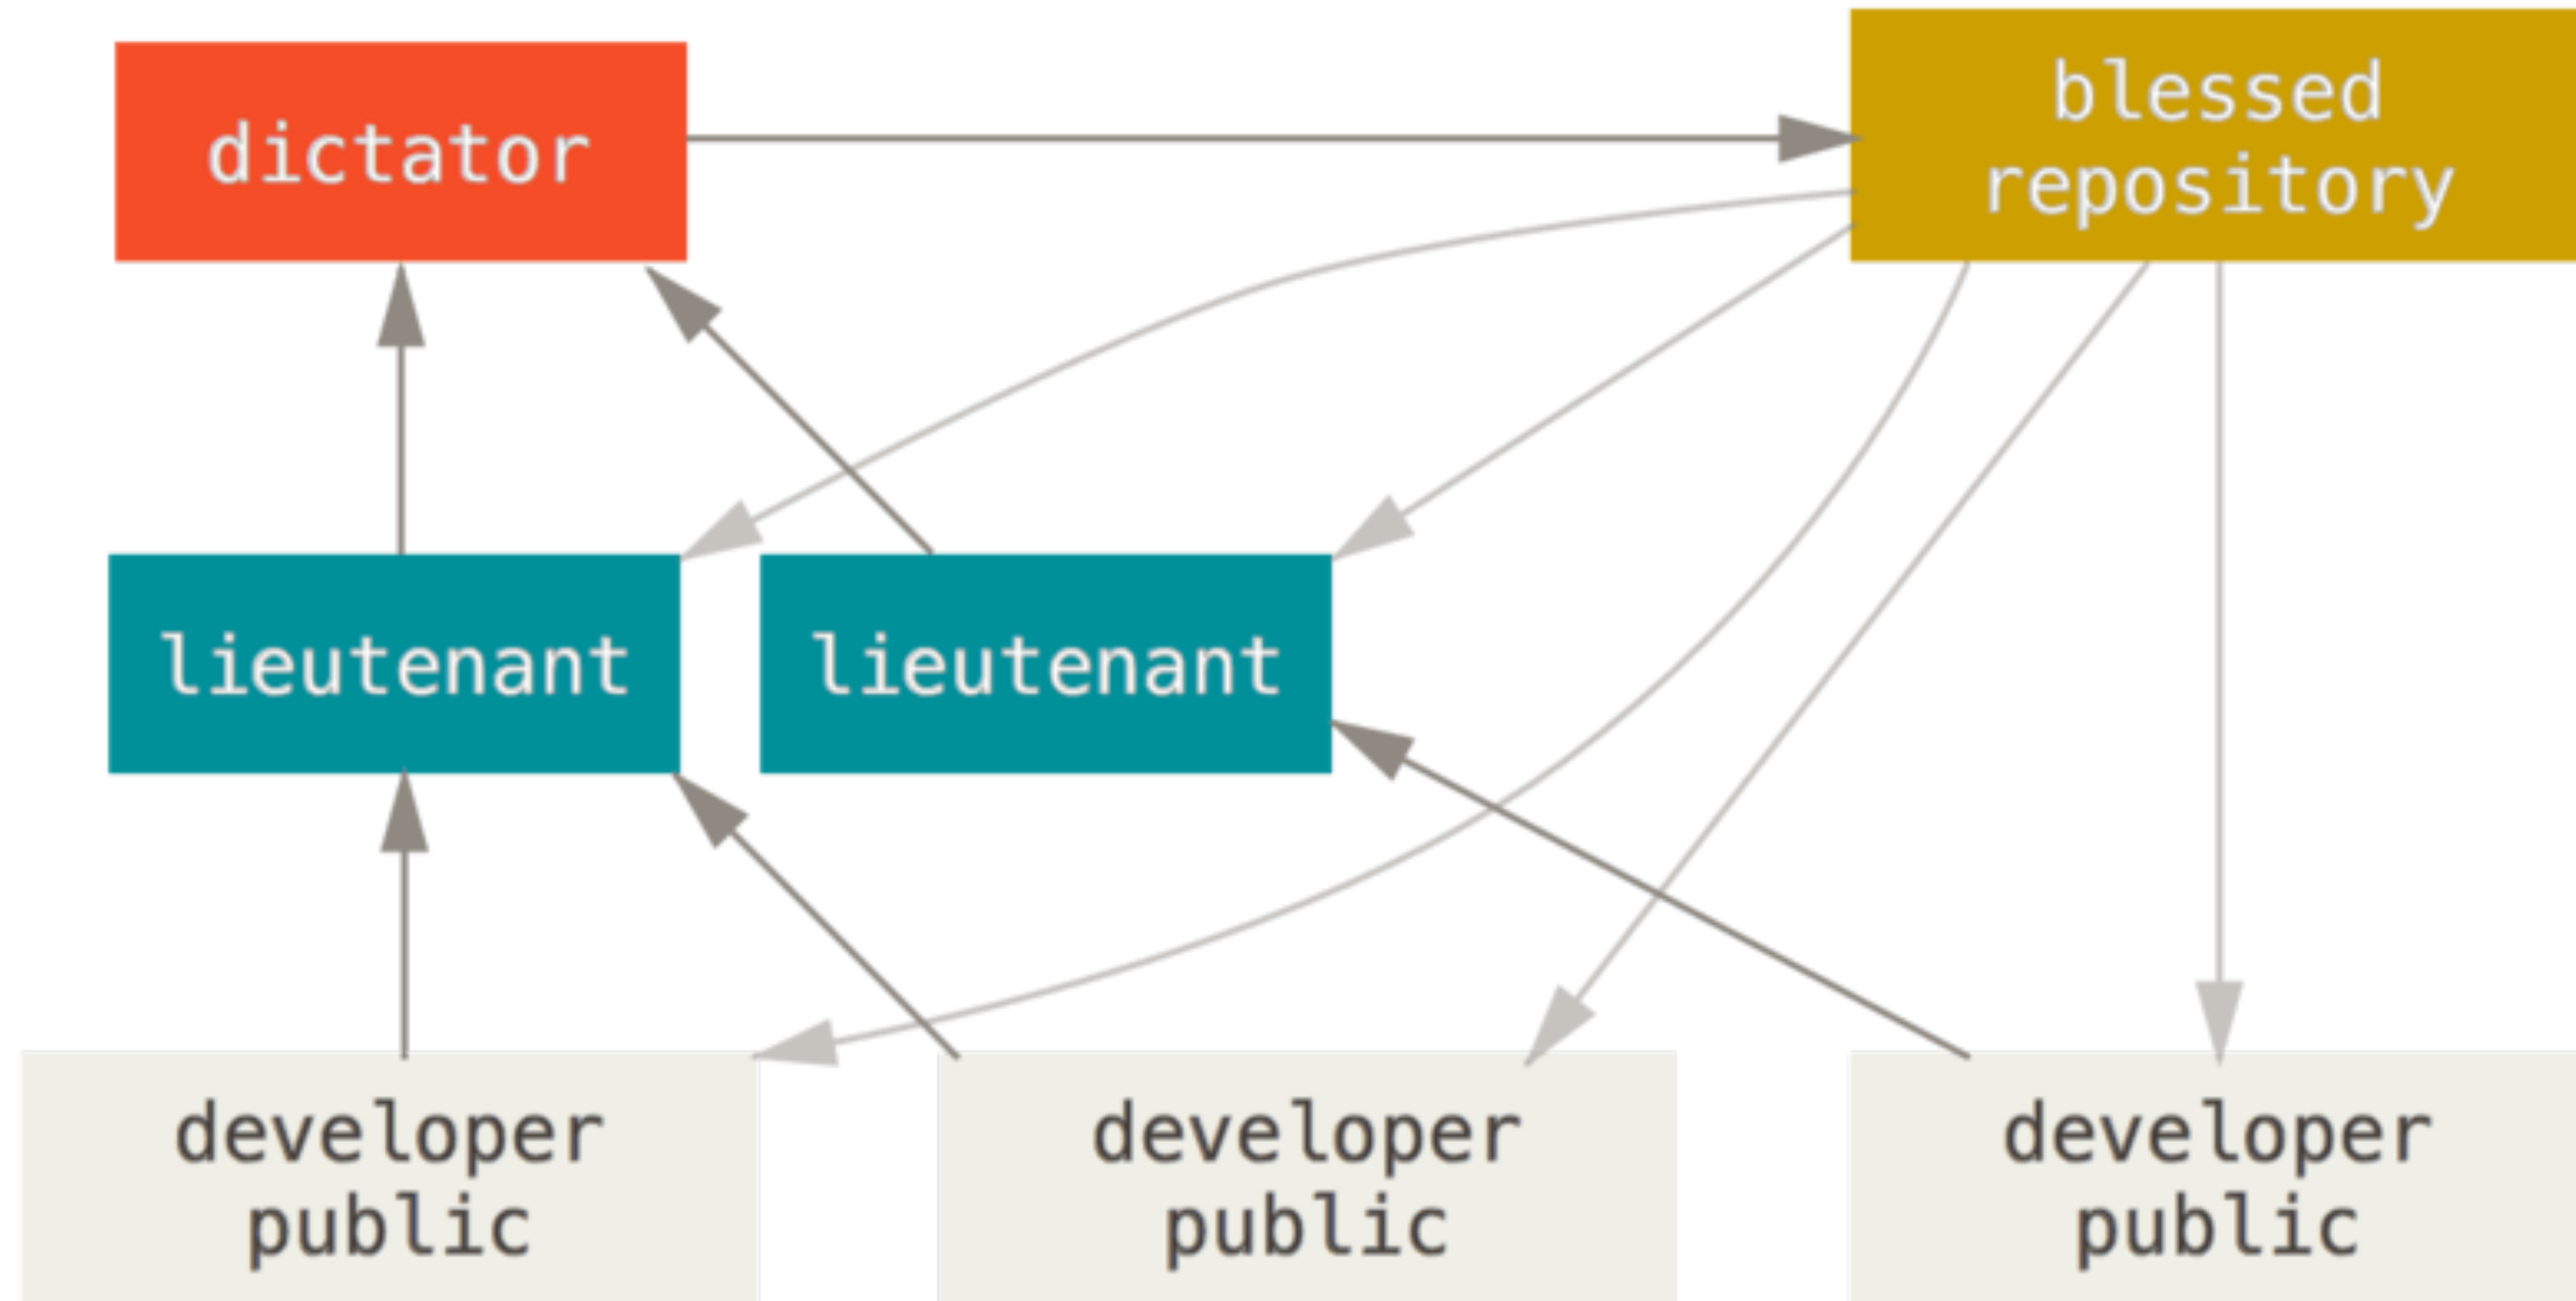 dictator
blessed
repository
lieutenant
lieutenant
developer
public
developer
public
developer
public